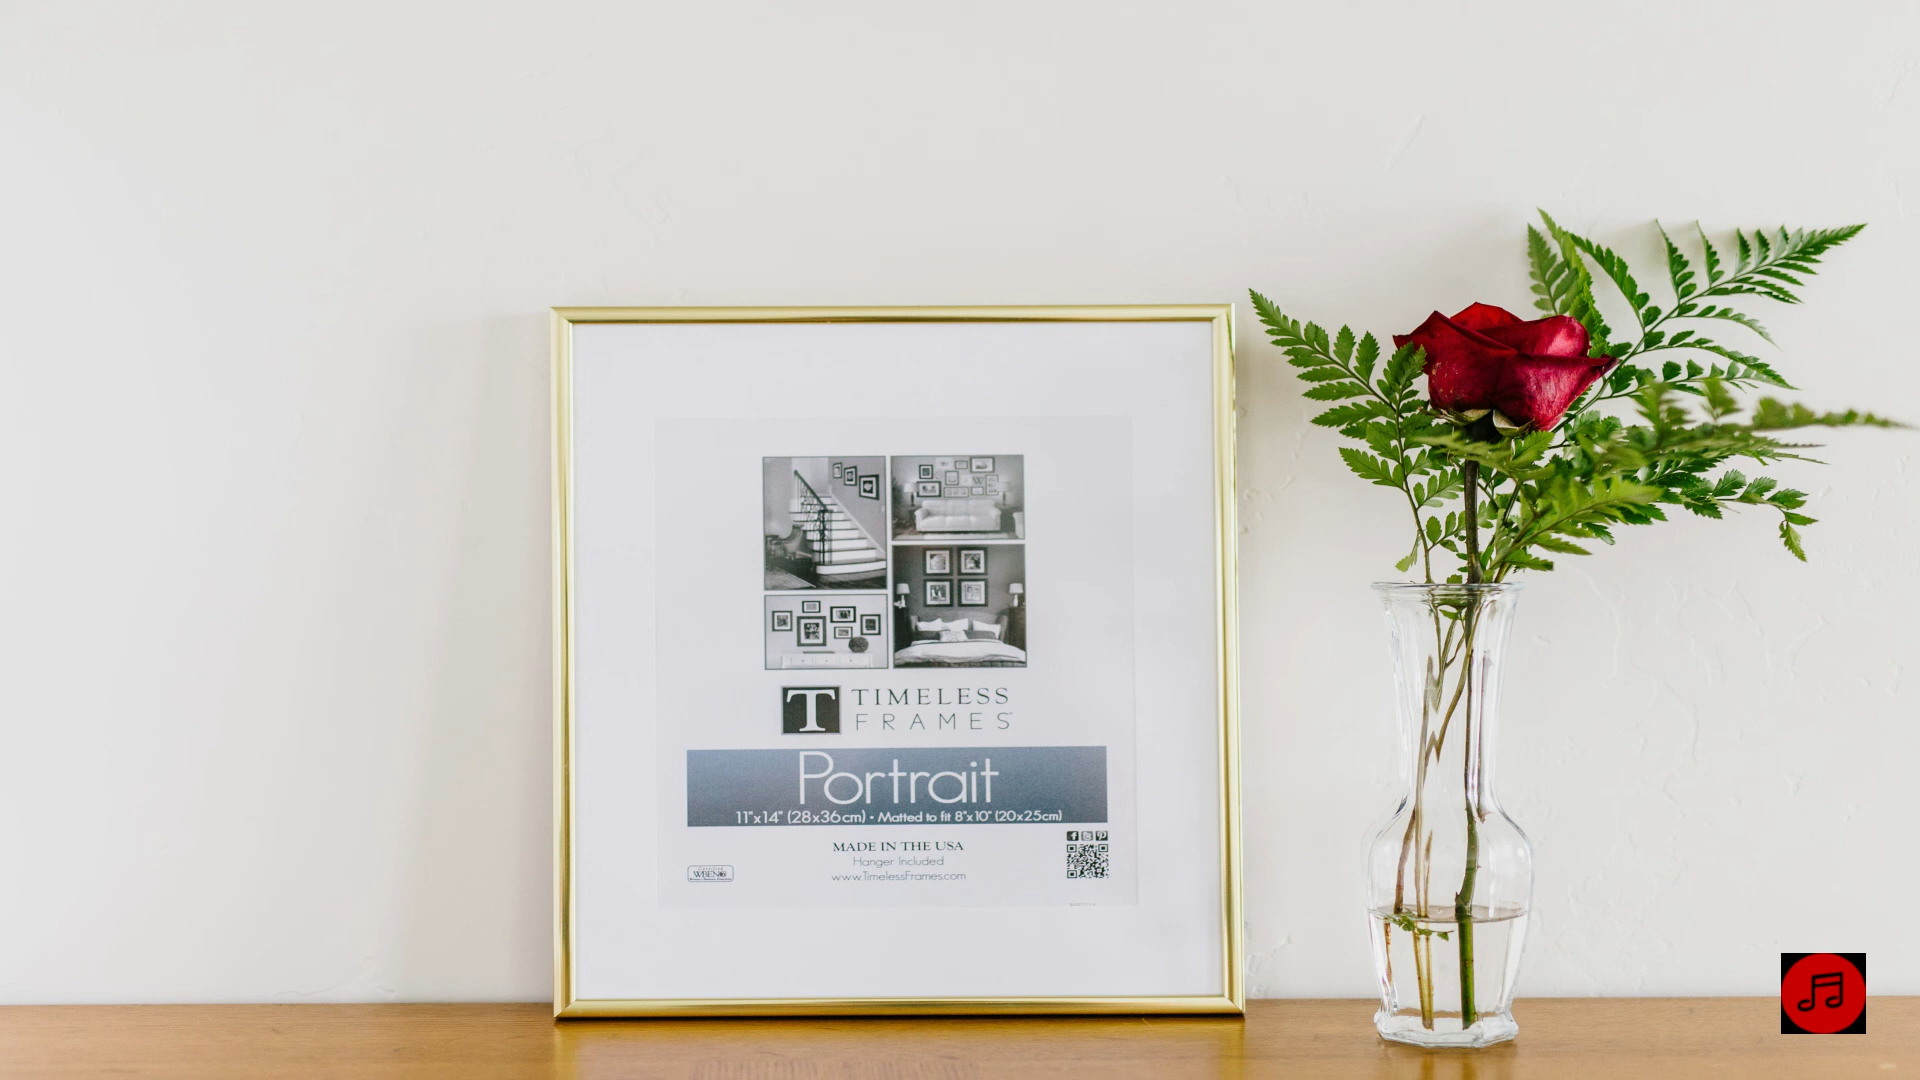 T TIMELESS
FRAMES
Portrait
11"x14" (28x36cm) • Matted to fit 8"x10" (20x25cm)
MADE IN THE USA
Hanger Included
www.TimelessFrames.com
WBENC